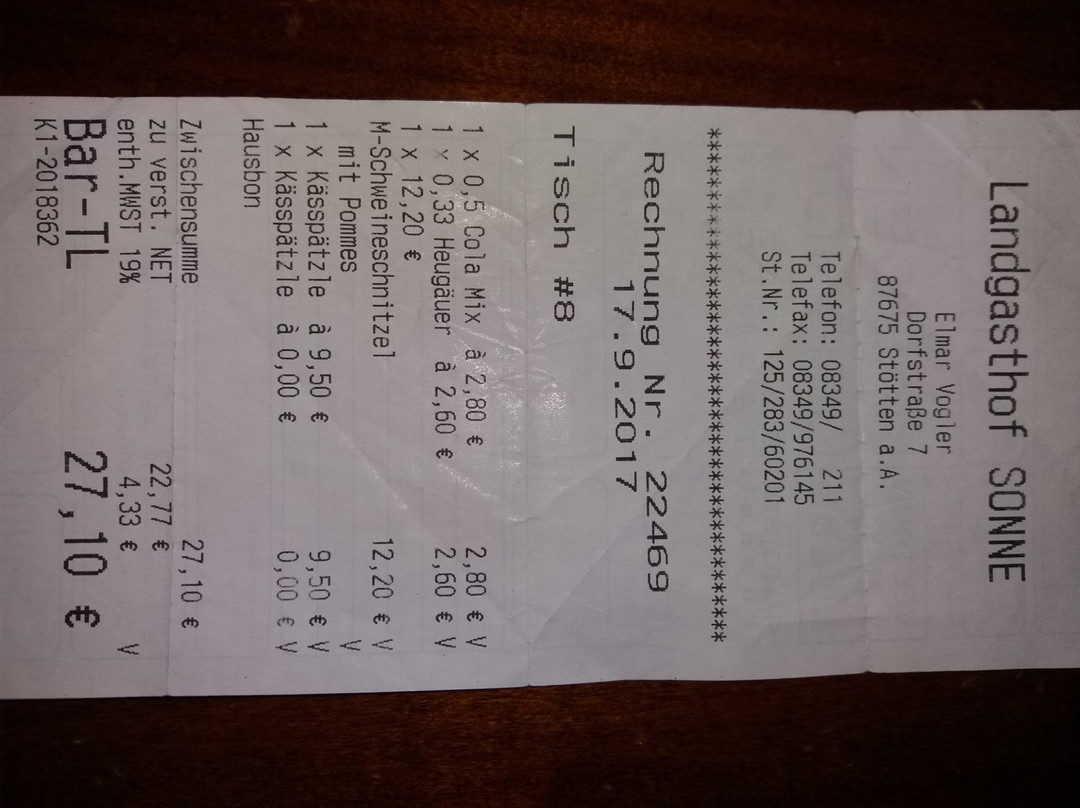 Landgasthof SONNE
Elmar Vogler
Dorfstraße 7
87675 Stötten a.A.
Telefon: 08349/ 211
Telefax: 08349/976145
St.Nr.: 125/283/60201
****************************************
Rechnung Nr. 22469
17.9.2017
Tisch #8
1 x 0,5 Cola Mix à 2,80 € 2,80 € V
1 x 0,33 Heugäuer à 2,60 € 2,60 € V
1 x 12,20 €
M-Schweineschnitzel 12,20 € V
mit Pommes V
1 x Kässpätzle à 9,50 € 9,50 € V
1 x Kässpätzle à 0,00 € 0,00 € V
Hausbon
Zwischensumme 27,10 €
zu verst. NET 22,77 €
enth.MWST 19% 4,33 € V
Bar-TL 27,10 €
K1-2018362